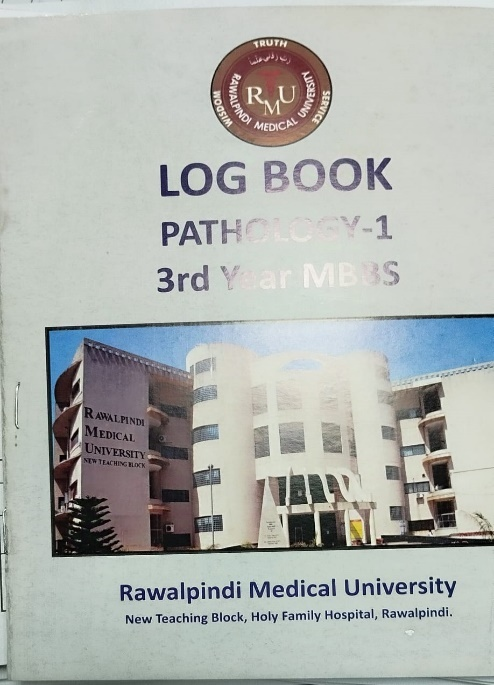 TRUTH
رَبِّ زِدْنِي عِلْمًا
WISDOM
SERVICE
RAWALPINDI MEDICAL UNIVERSITY
RMU
LOG BOOK
PATHOLOGY-1
3rd Year MBBS
RAWALPINDI
MEDICAL
UNIVERSITY
NEW TEACHING BLOCK
Rawalpindi Medical University
New Teaching Block, Holy Family Hospital, Rawalpindi.